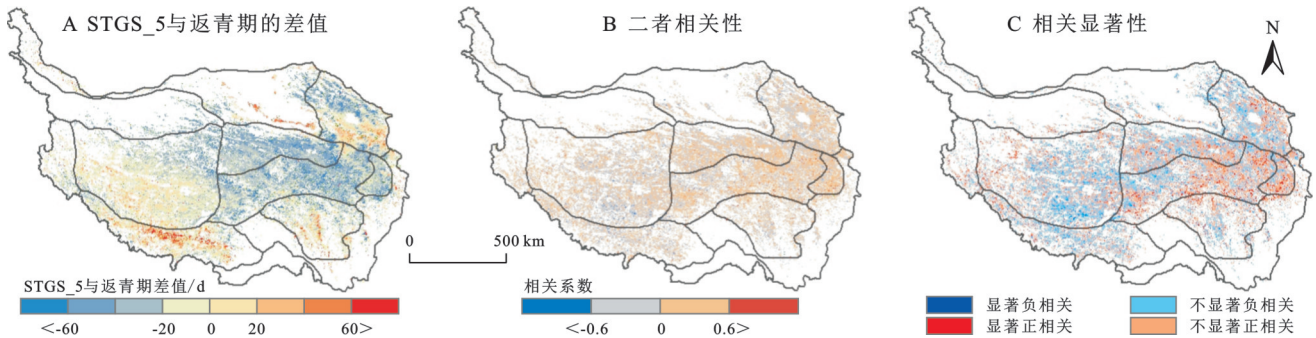 A STGS_5与返青期的差值
B 二者相关性
C 相关显著性
N
0 500 km
STGS_5与返青期差值/d
<-60 -20 0 20 60>
相关系数
<-0.6 0 0.6>
显著负相关 不显著负相关
显著正相关 不显著正相关